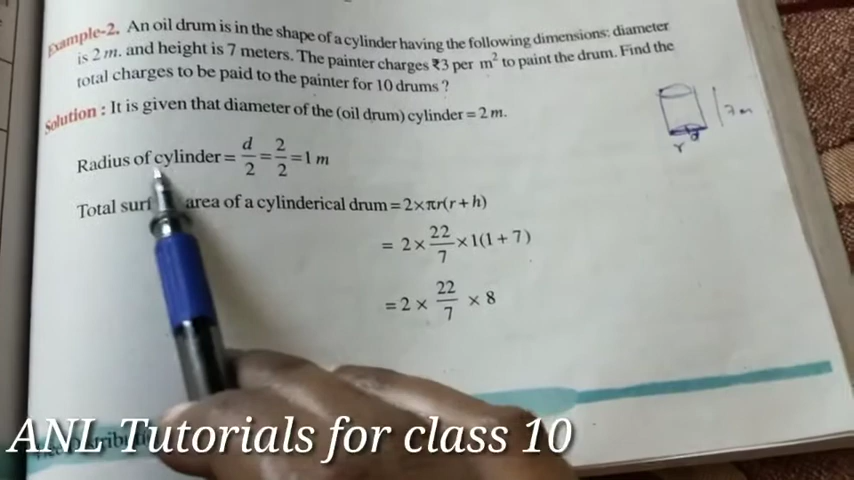 Example-2. An oil drum is in the shape of a cylinder having the following dimensions: diameter
is 2 m. and height is 7 meters. The painter charges ₹3 per m² to paint the drum. Find the
total charges to be paid to the painter for 10 drums ?
Solution : It is given that diameter of the (oil drum) cylinder = 2 m.
7 m
d
r
Radius of cylinder = d/2 = 2/2 = 1 m
Total surf area of a cylinderical drum = 2×πr(r + h)
= 2× 22/7 ×1(1 + 7)
= 2 × 22/7 × 8
ANL Tutorials for class 10